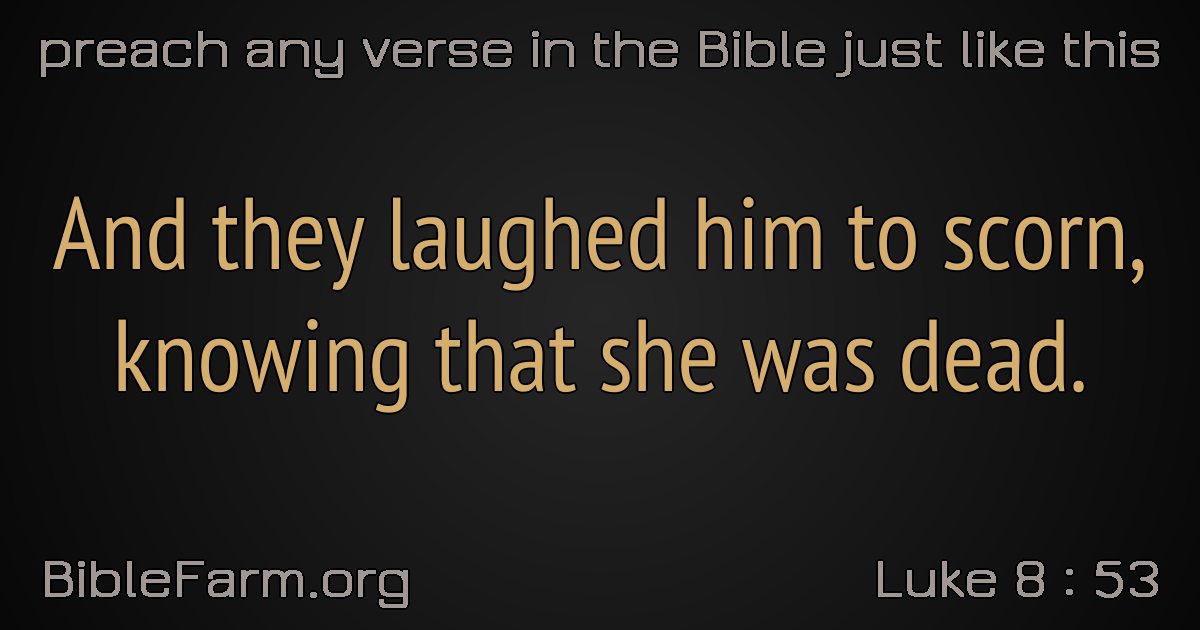 preach any verse in the Bible just like this
And they laughed him to scorn,
knowing that she was dead.
BibleFarm.org
Luke 8 : 53